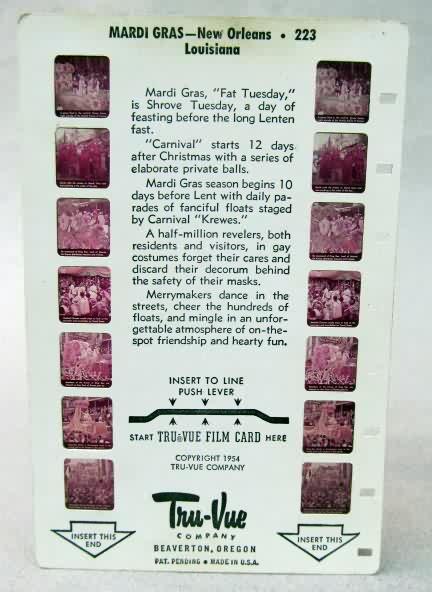 MARDI GRAS—New Orleans • 223
Louisiana
Mardi Gras, "Fat Tuesday,"
is Shrove Tuesday, a day of
feasting before the long Lenten
fast.
"Carnival" starts 12 days
after Christmas with a series of
elaborate private balls.
Mardi Gras season begins 10
days before Lent with daily pa-
rades of fanciful floats staged
by Carnival "Krewes."
A half-million revelers, both
residents and visitors, in gay
costumes forget their cares and
discard their decorum behind
the safety of their masks.
Merrymakers dance in the
streets, cheer the hundreds of
floats, and mingle in an unfor-
gettable atmosphere of on-the-
spot friendship and hearty fun.
INSERT TO LINE
PUSH LEVER
START TRU-VUE FILM CARD HERE
COPYRIGHT 1954
TRU-VUE COMPANY
Tru-Vue
COMPANY
BEAVERTON, OREGON
PAT. PENDING • MADE IN U.S.A.
INSERT THIS
END
INSERT THIS
END